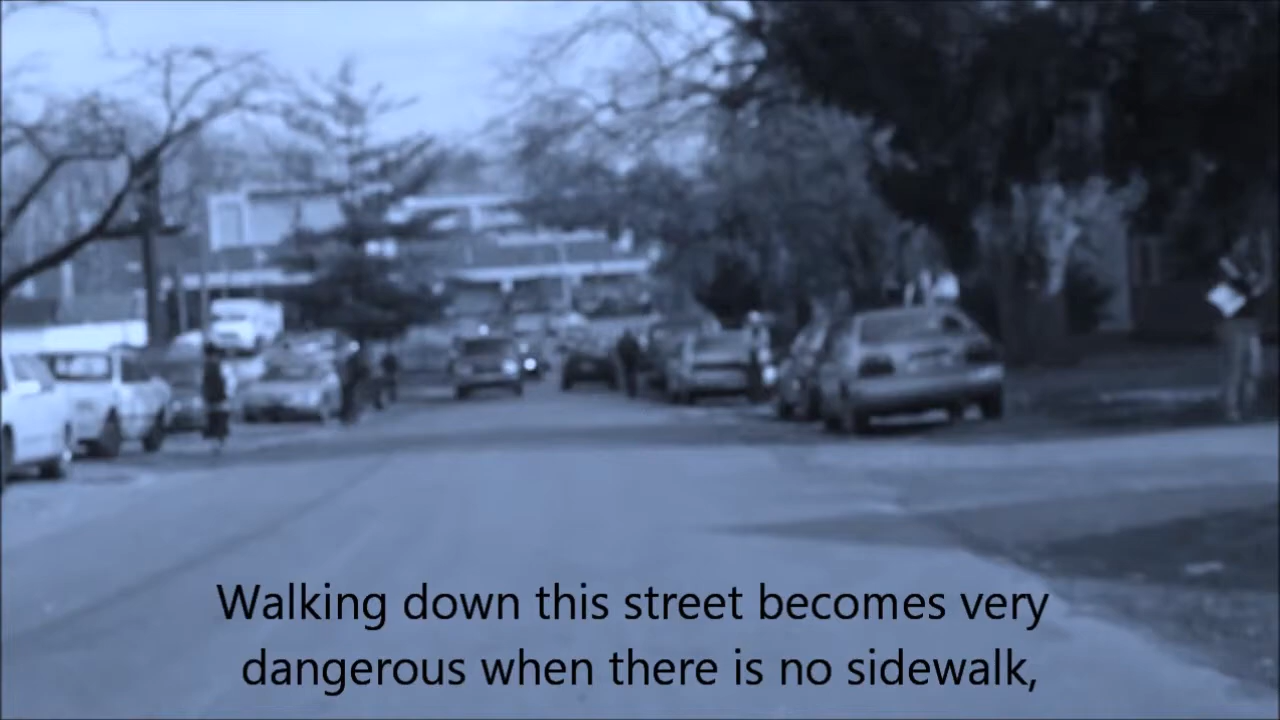 Walking down this street becomes very
dangerous when there is no sidewalk,